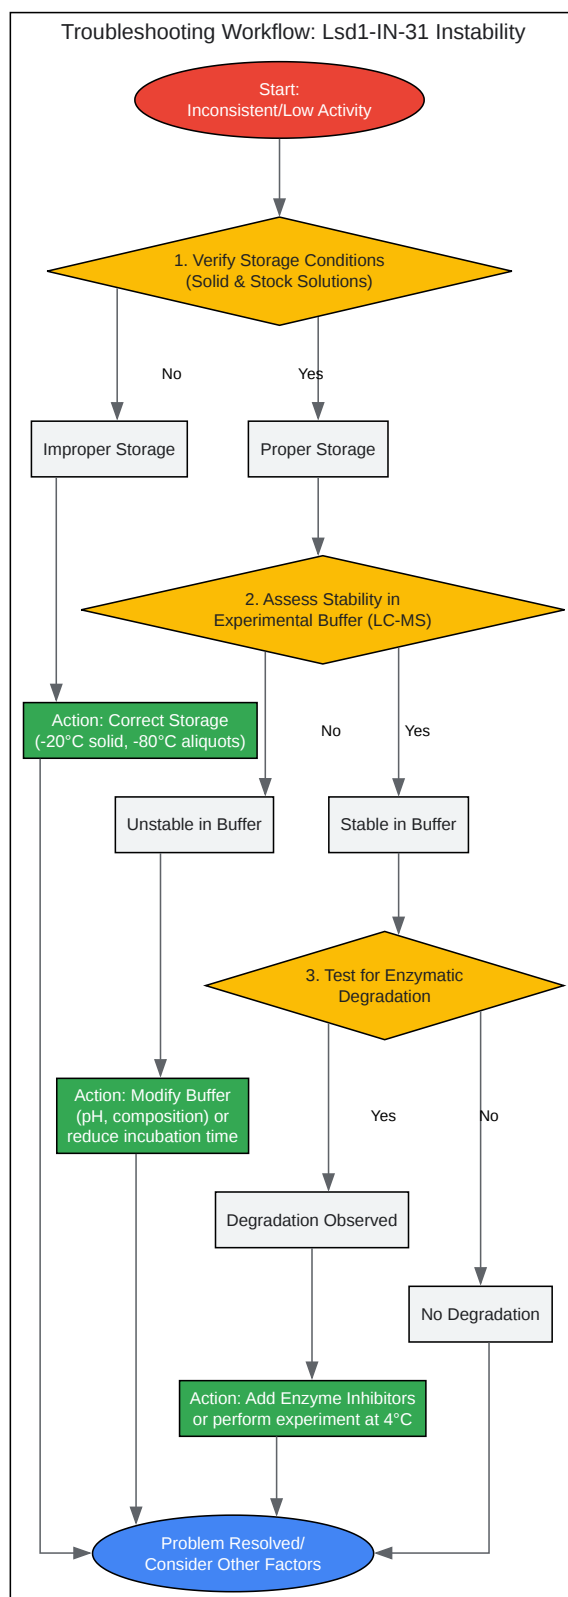 Troubleshooting Workflow: Lsd1-IN-31 Instability
Start:
Inconsistent/Low Activity
1. Verify Storage Conditions
(Solid & Stock Solutions)
No
Yes
Improper Storage
Proper Storage
2. Assess Stability in
Experimental Buffer (LC-MS)
Action: Correct Storage
(-20°C solid, -80°C aliquots)
No
Yes
Unstable in Buffer
Stable in Buffer
3. Test for Enzymatic
Degradation
Action: Modify Buffer
(pH, composition) or
reduce incubation time
Yes
No
Degradation Observed
No Degradation
Action: Add Enzyme Inhibitors
or perform experiment at 4°C
Problem Resolved/
Consider Other Factors